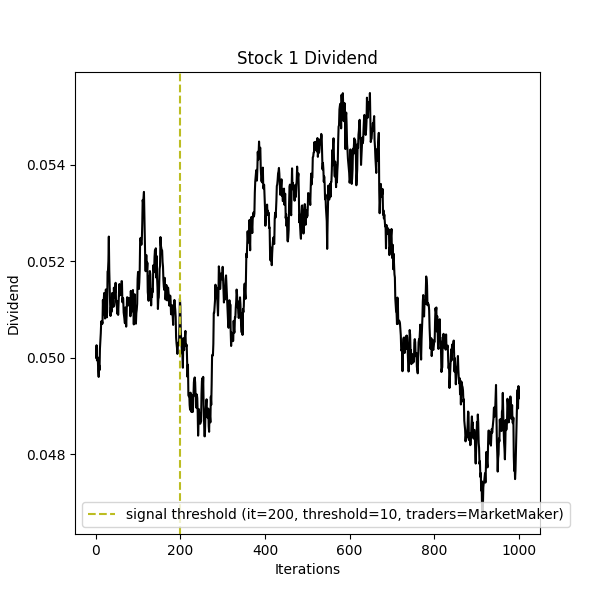 Stock 1 Dividend
0.054
0.052
0.050
0.048
Dividend
signal threshold (it=200, threshold=10, traders=MarketMaker)
0
200
400
600
800
1000
Iterations